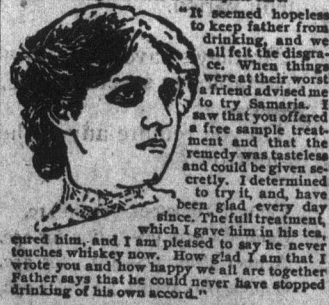 "It seemed hopeless
to keep father from
drinking, and we
all felt the disgra-
ce. When things
were at their worst
a friend advised me
to try Samaria. I
saw that you offered
a free sample treat-
ment and that the
remedy was tasteless
and could be given se-
cretly. I determined
to try it, and, have
been glad every day
since. The full treatment,
which I gave him in his tea,
cured him, and I am pleased to say he never
touches whiskey now. How glad I am that I
wrote you and how happy we all are together
Father says that he could never have stopped
drinking of his own accord."